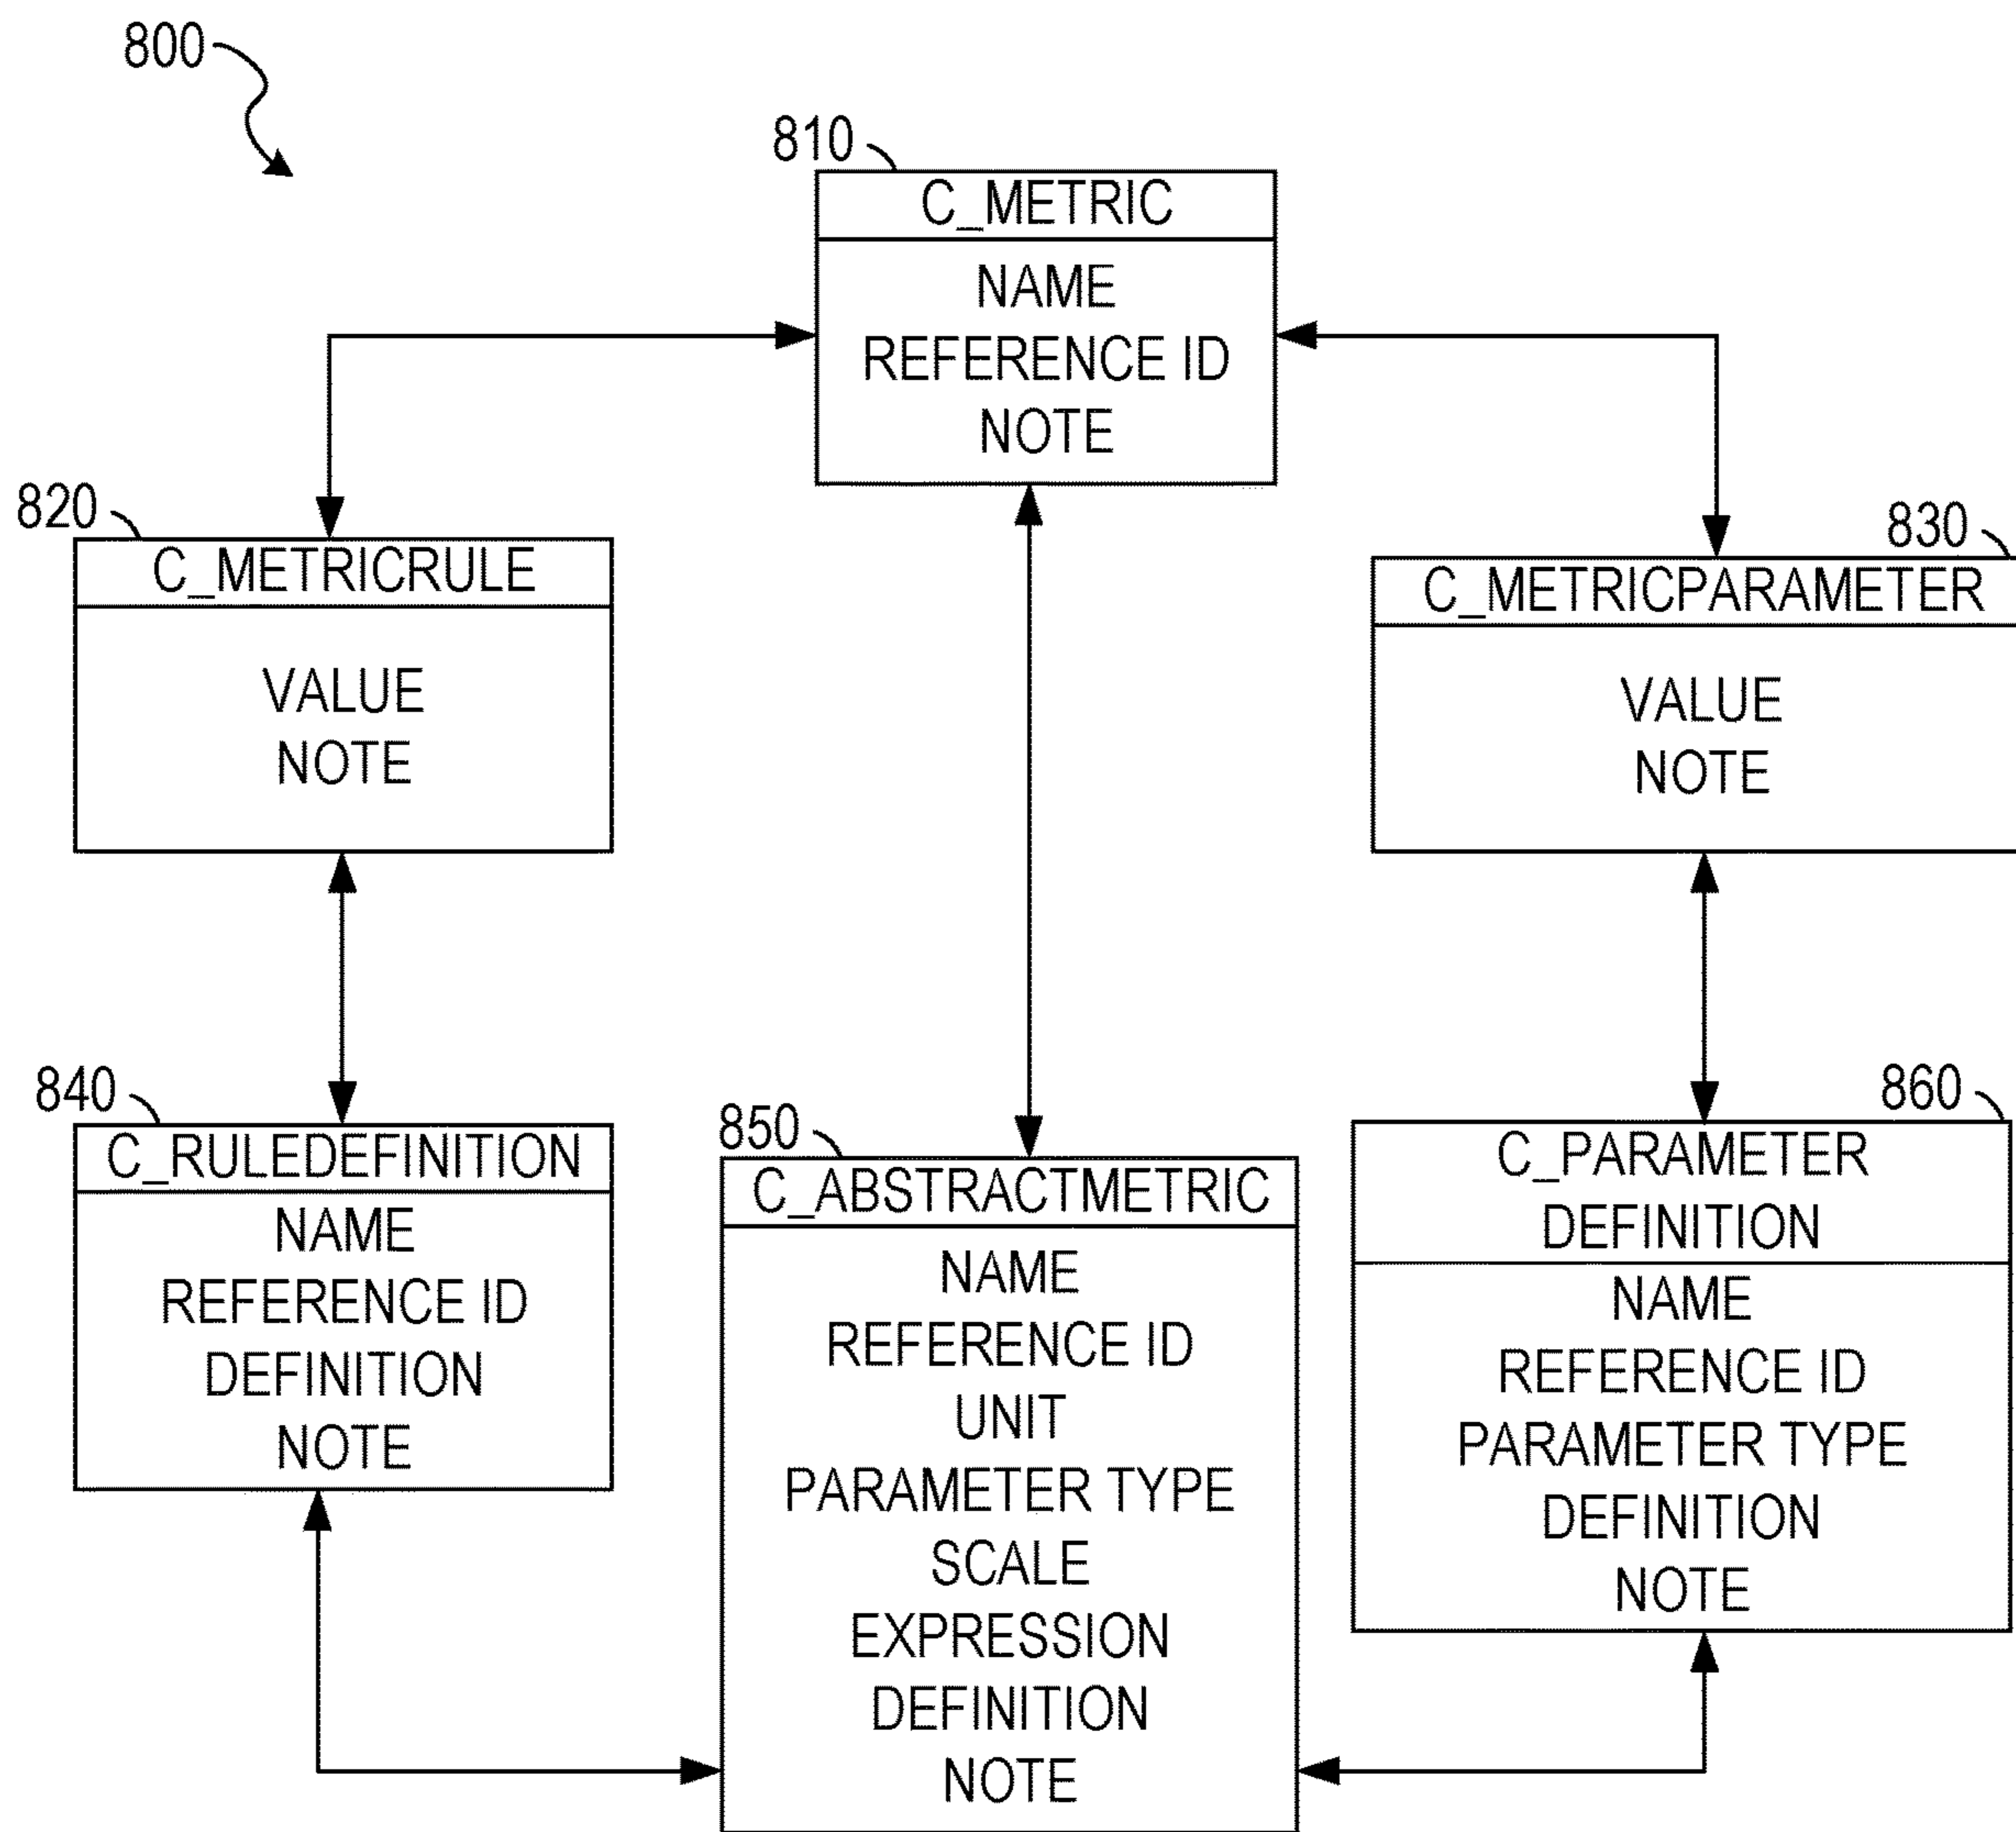 800
810
C_METRIC
NAME
REFERENCE ID
NOTE
820
C_METRICRULE
VALUE
NOTE
830
C_METRICPARAMETER
VALUE
NOTE
840
C_RULEDEFINITION
NAME
REFERENCE ID
DEFINITION
NOTE
850
C_ABSTRACTMETRIC
NAME
REFERENCE ID
UNIT
PARAMETER TYPE
SCALE
EXPRESSION
DEFINITION
NOTE
860
C_PARAMETER
DEFINITION
NAME
REFERENCE ID
PARAMETER TYPE
DEFINITION
NOTE